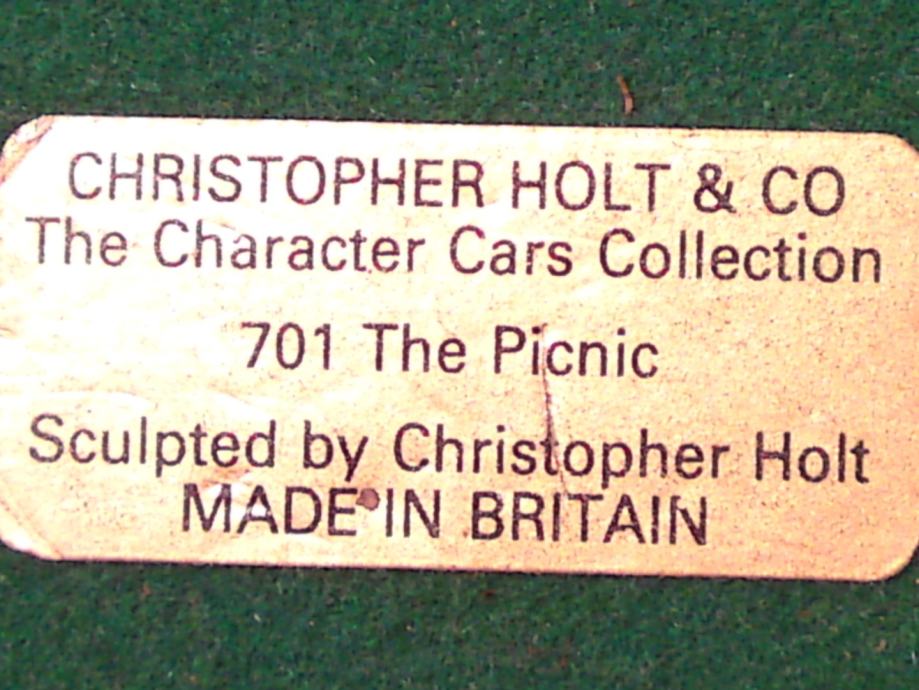 CHRISTOPHER HOLT & CO
The Character Cars Collection
701 The Picnic
Sculpted by Christopher Holt
MADE IN BRITAIN